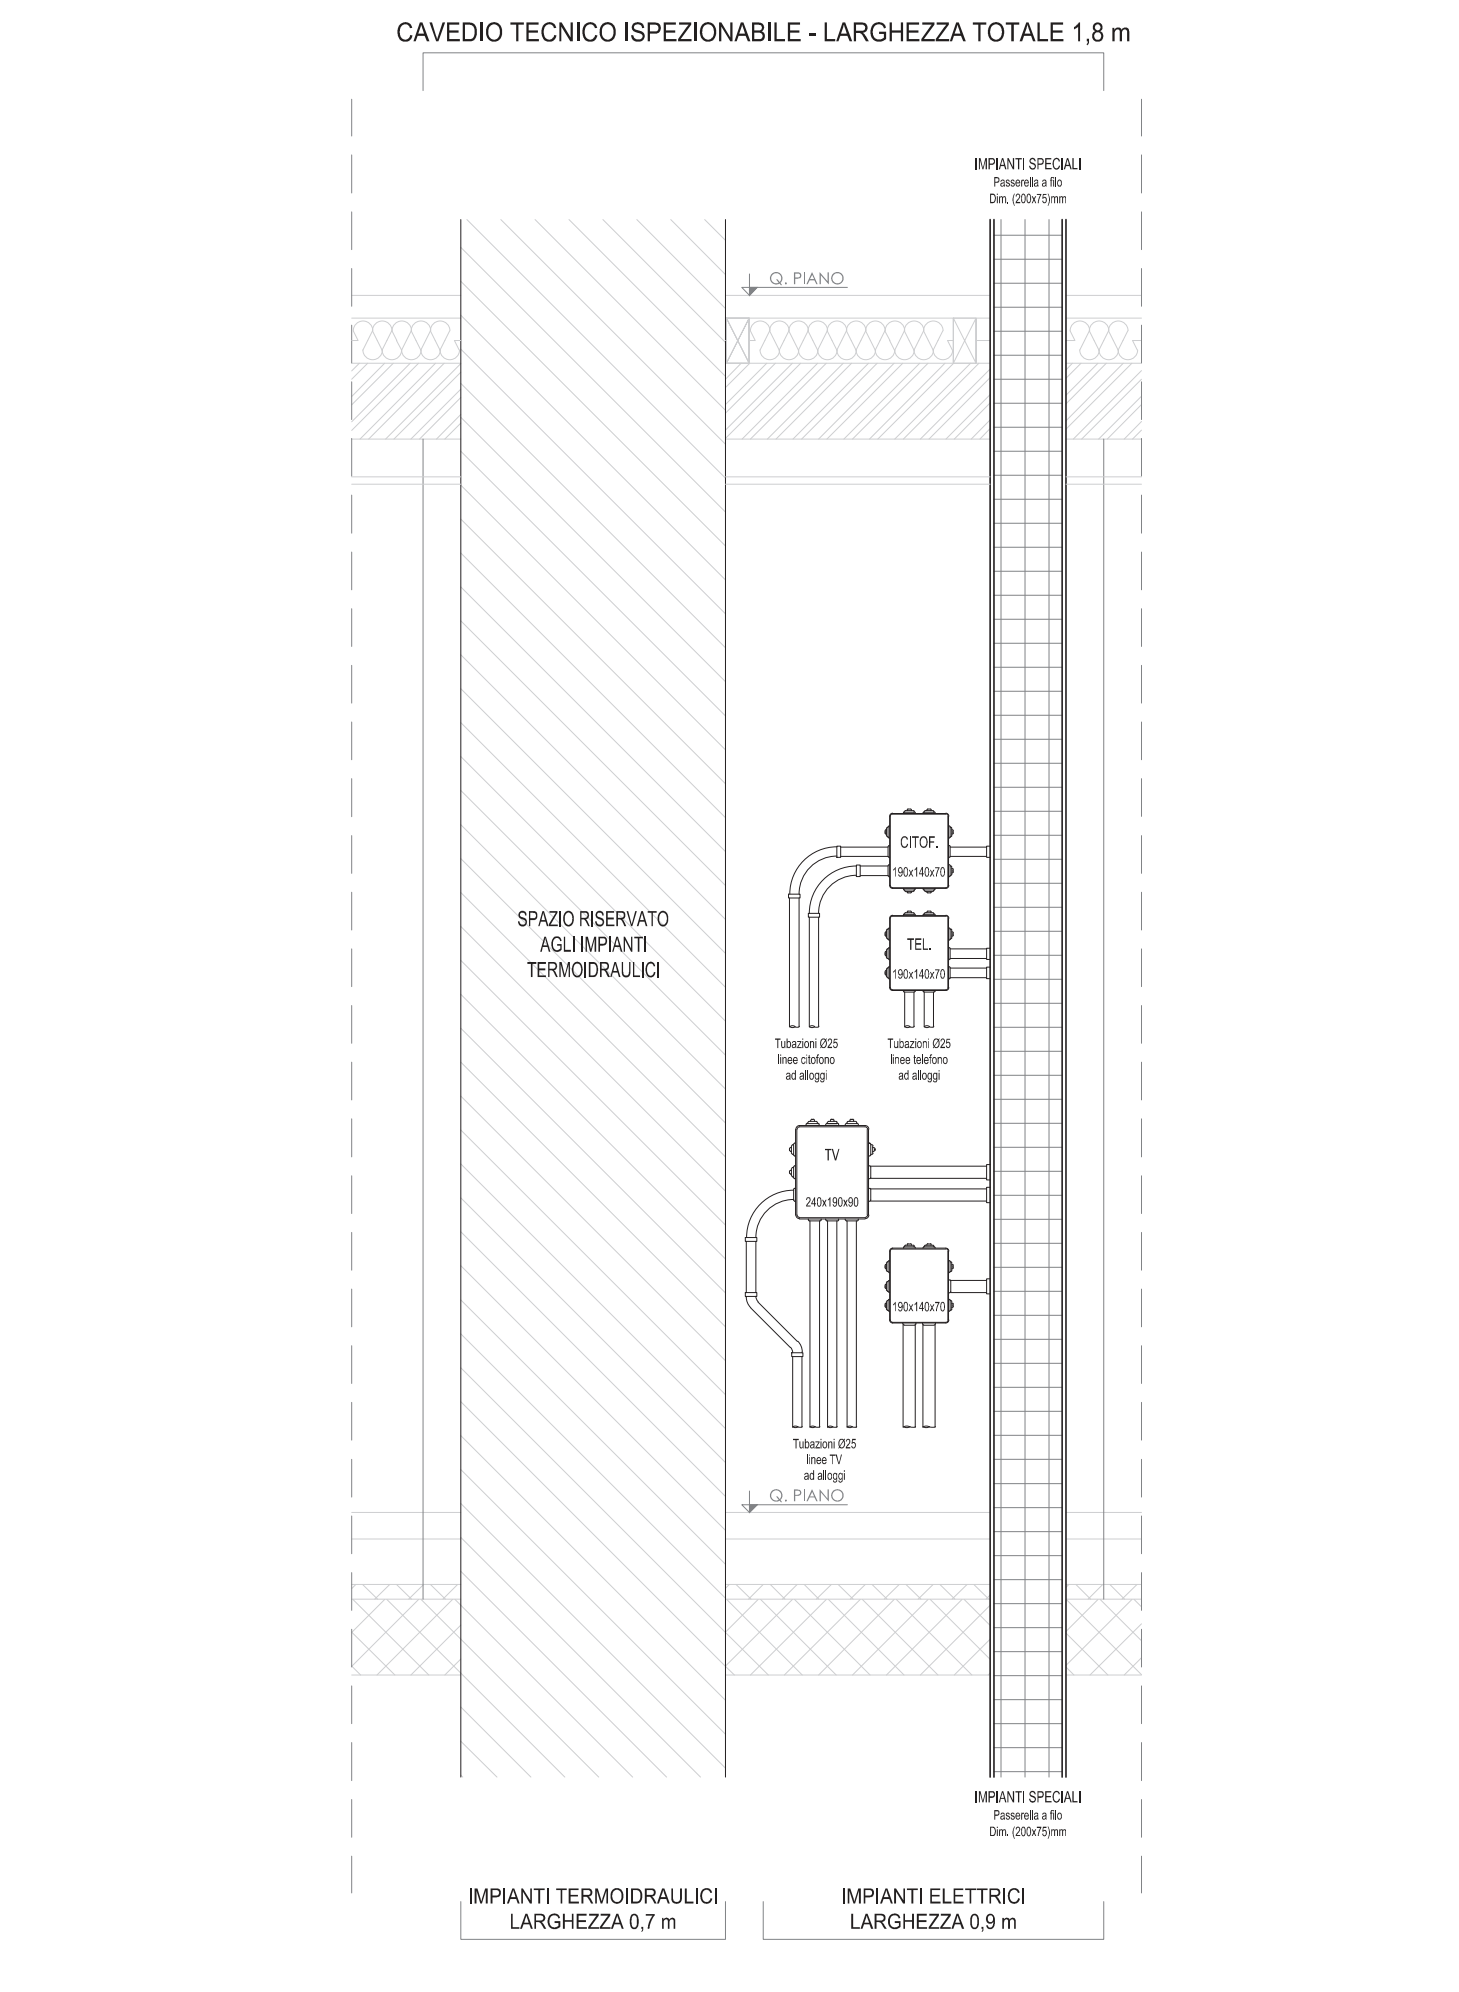 CAVEDIO TECNICO ISPEZIONABILE - LARGHEZZA TOTALE 1,8 m
IMPIANTI SPECIALI
Passerella a filo
Dim. (200x75)mm
Q. PIANO
CITOF.
190x140x70
SPAZIO RISERVATO
AGLI IMPIANTI
TERMOIDRAULICI
TEL.
190x140x70
Tubazioni Ø25
linee citofono
ad alloggi
Tubazioni Ø25
linee telefono
ad alloggi
TV
240x190x90
190x140x70
Tubazioni Ø25
linee TV
ad alloggi
Q. PIANO
IMPIANTI SPECIALI
Passerella a filo
Dim. (200x75)mm
IMPIANTI TERMOIDRAULICI
LARGHEZZA 0,7 m
IMPIANTI ELETTRICI
LARGHEZZA 0,9 m